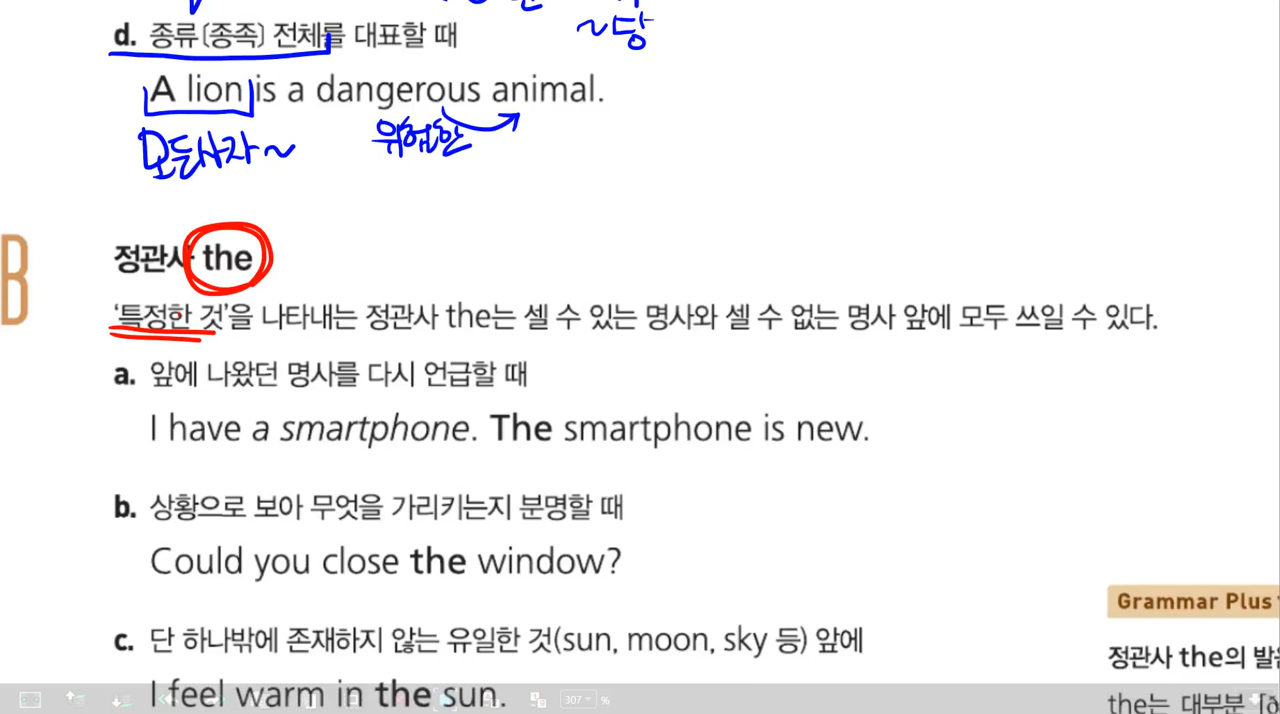 ~당
d. 종류(종족) 전체를 대표할 때
A lion is a dangerous animal.
모든사자~ 위험한
B
정관사 the
‘특정한 것’을 나타내는 정관사 the는 셀 수 있는 명사와 셀 수 없는 명사 앞에 모두 쓰일 수 있다.
a. 앞에 나왔던 명사를 다시 언급할 때
I have a smartphone. The smartphone is new.
b. 상황으로 보아 무엇을 가리키는지 분명할 때
Could you close the window?
Grammar Plus
c. 단 하나밖에 존재하지 않는 유일한 것(sun, moon, sky 등) 앞에
정관사 the의
I feel warm in the sun.
307 %
the는 대부분